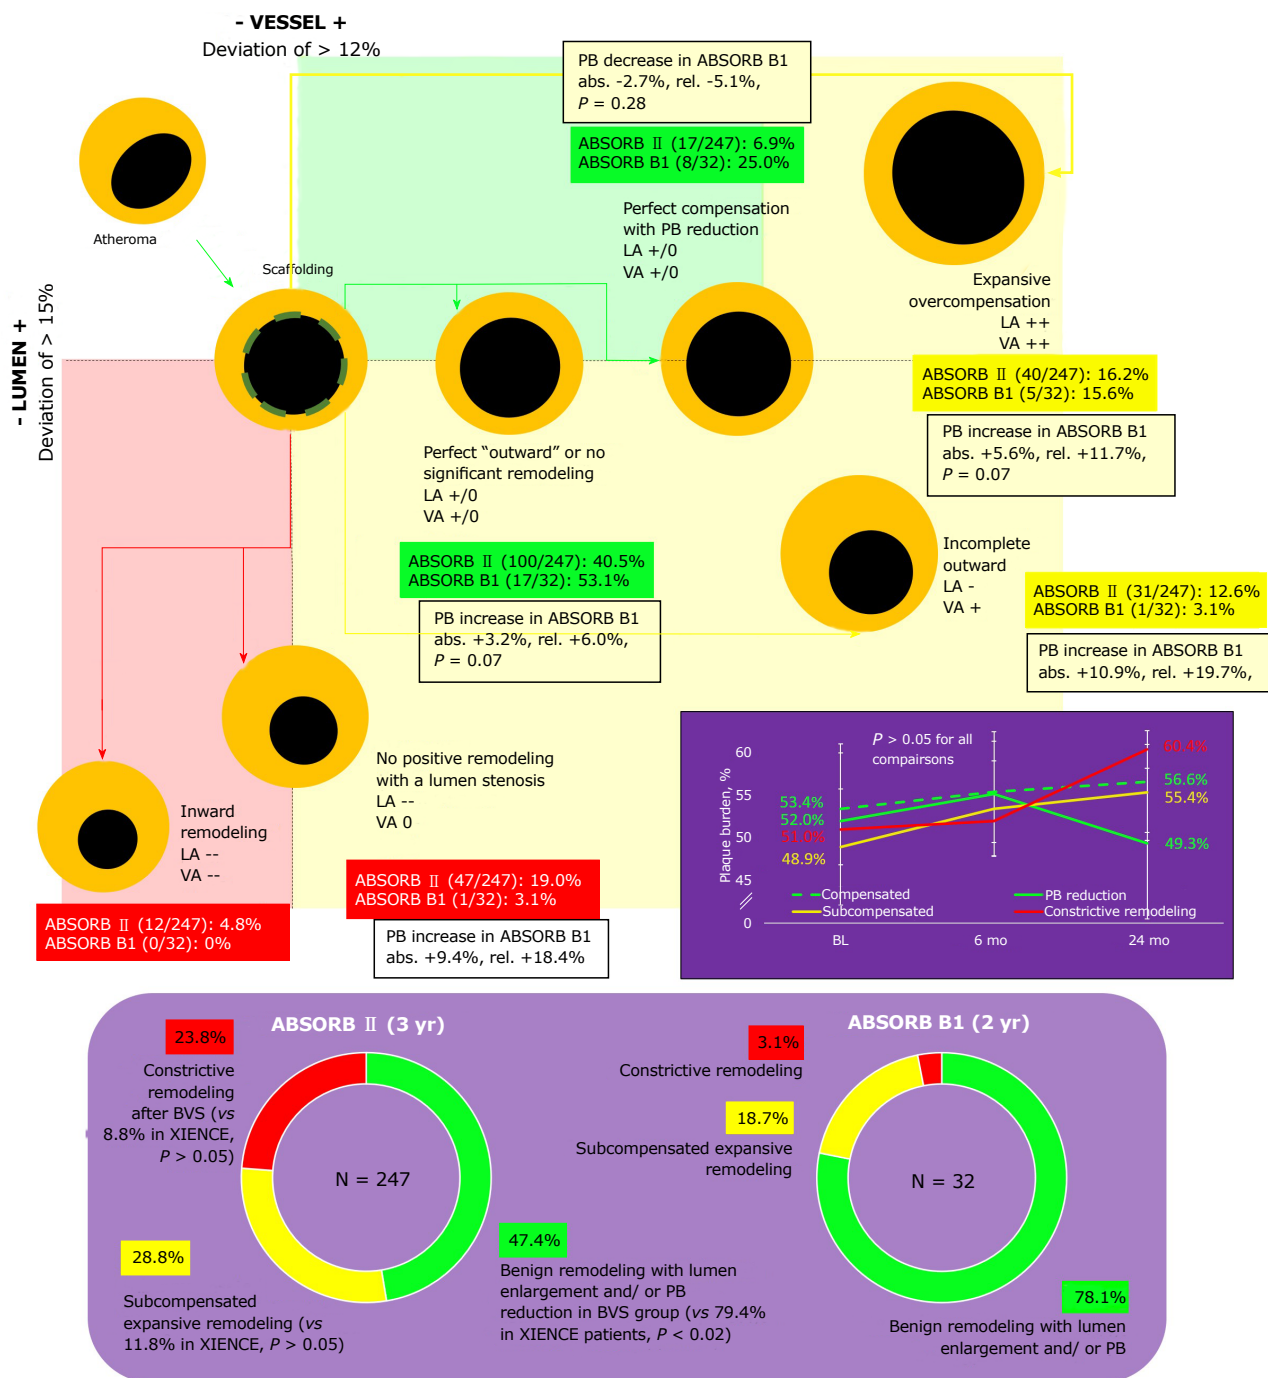 - VESSEL +
Deviation of > 12%
PB decrease in ABSORB B1
abs. -2.7%, rel. -5.1%,
P = 0.28
ABSORB Ⅱ (17/247): 6.9%
ABSORB B1 (8/32): 25.0%
Atheroma
Perfect compensation
with PB reduction
LA +/0
VA +/0
Scaffolding
Expansive
overcompensation
LA ++
VA ++
- LUMEN +
Deviation of > 15%
ABSORB Ⅱ (40/247): 16.2%
ABSORB B1 (5/32): 15.6%
PB increase in ABSORB B1
abs. +5.6%, rel. +11.7%,
P = 0.07
Perfect “outward” or no
significant remodeling
LA +/0
VA +/0
ABSORB Ⅱ (100/247): 40.5%
ABSORB B1 (17/32): 53.1%
PB increase in ABSORB B1
abs. +3.2%, rel. +6.0%,
P = 0.07
Incomplete
outward
LA -
VA +
ABSORB Ⅱ (31/247): 12.6%
ABSORB B1 (1/32): 3.1%
PB increase in ABSORB B1
abs. +10.9%, rel. +19.7%,
No positive remodeling
with a lumen stenosis
LA --
VA 0
Inward
remodeling
LA --
VA --
ABSORB Ⅱ (47/247): 19.0%
ABSORB B1 (1/32): 3.1%
PB increase in ABSORB B1
abs. +9.4%, rel. +18.4%
ABSORB Ⅱ (12/247): 4.8%
ABSORB B1 (0/32): 0%
P > 0.05 for all
compairsons
Plaque burden, %
60
55
50
45
0
53.4%
52.0%
51.0%
48.9%
60.4%
56.6%
55.4%
49.3%
Compensated
PB reduction
Subcompensated
Constrictive remodeling
BL
6 mo
24 mo
ABSORB Ⅱ (3 yr)
23.8%
Constrictive
remodeling
after BVS (vs
8.8% in XIENCE,
P > 0.05)
N = 247
28.8%
Subcompensated
expansive remodeling (vs
11.8% in XIENCE, P > 0.05)
47.4%
Benign remodeling with lumen
enlargement and/ or PB
reduction in BVS group (vs 79.4%
in XIENCE patients, P < 0.02)
ABSORB B1 (2 yr)
3.1%
Constrictive remodeling
18.7%
Subcompensated expansive
remodeling
N = 32
78.1%
Benign remodeling with lumen
enlargement and/ or PB